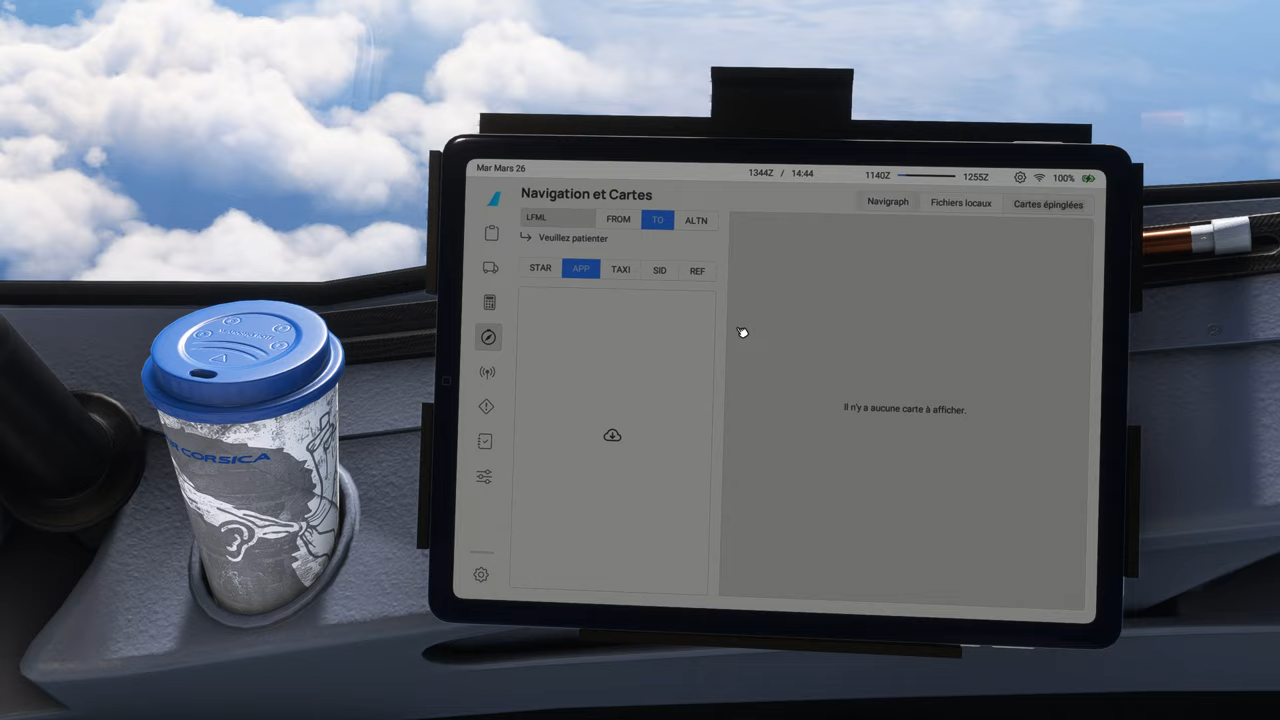 Mar Mars 26
1344Z / 14:44
1140Z
1255Z
100%
Navigation et Cartes
Navigraph
Fichiers locaux
Cartes épinglées
LFML
FROM
TO
ALTN
Veuillez patienter
STAR
APP
TAXI
SID
REF
Il n'y a aucune carte à afficher.
CORSICA